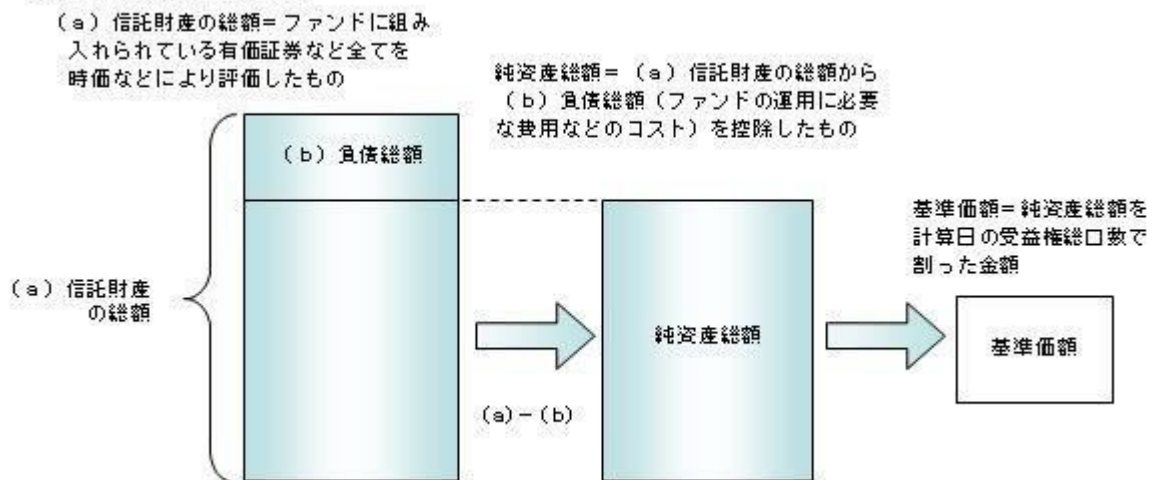 (a)信託財産の総額=ファンドに組み
入れられている有価証券など全てを
時価などにより評価したもの
純資産総額=(a)信託財産の総額から
(b)負債総額(ファンドの運用に必要
な費用などのコスト)を控除したもの
(b)負債総額
基準価額=純資産総額を
計算日の受益権総口数で
割った金額
(a)信託財産
の総額
純資産総額
基準価額
(a)-(b)